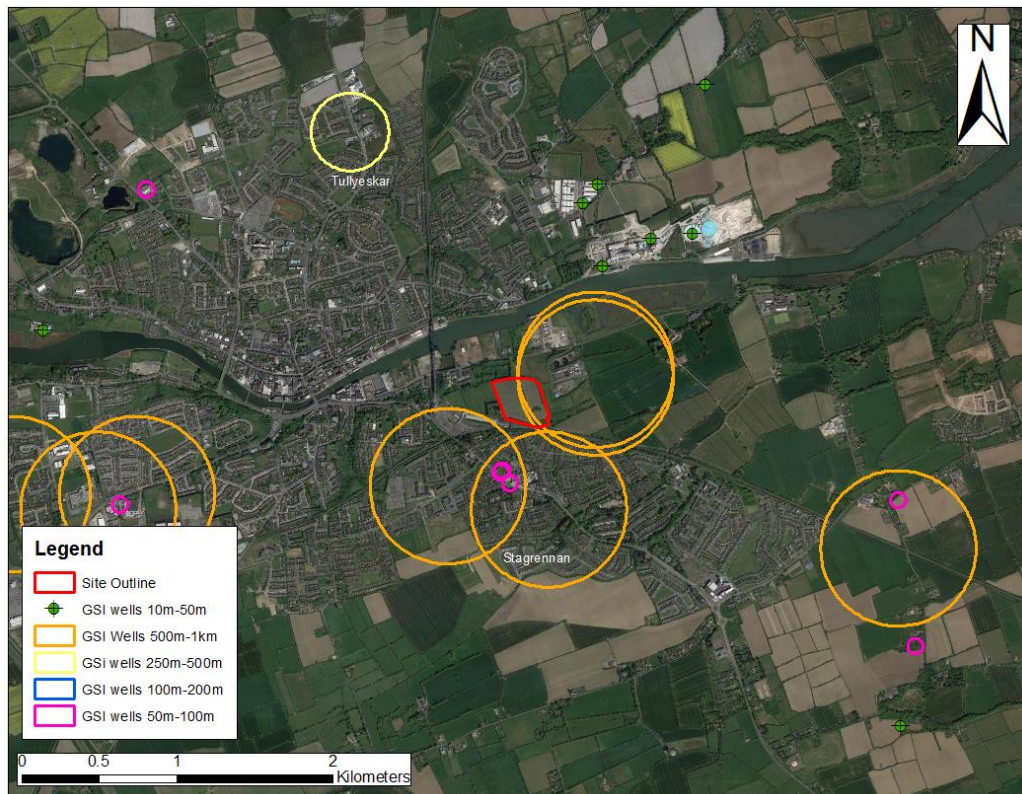 N
Tullyeskar
Stagrennan
Legend
Site Outline
GSI wells 10m-50m
GSI Wells 500m-1km
GSi wells 250m-500m
GSI wells 100m-200m
GSI wells 50m-100m
0 0.5 1 2
Kilometers